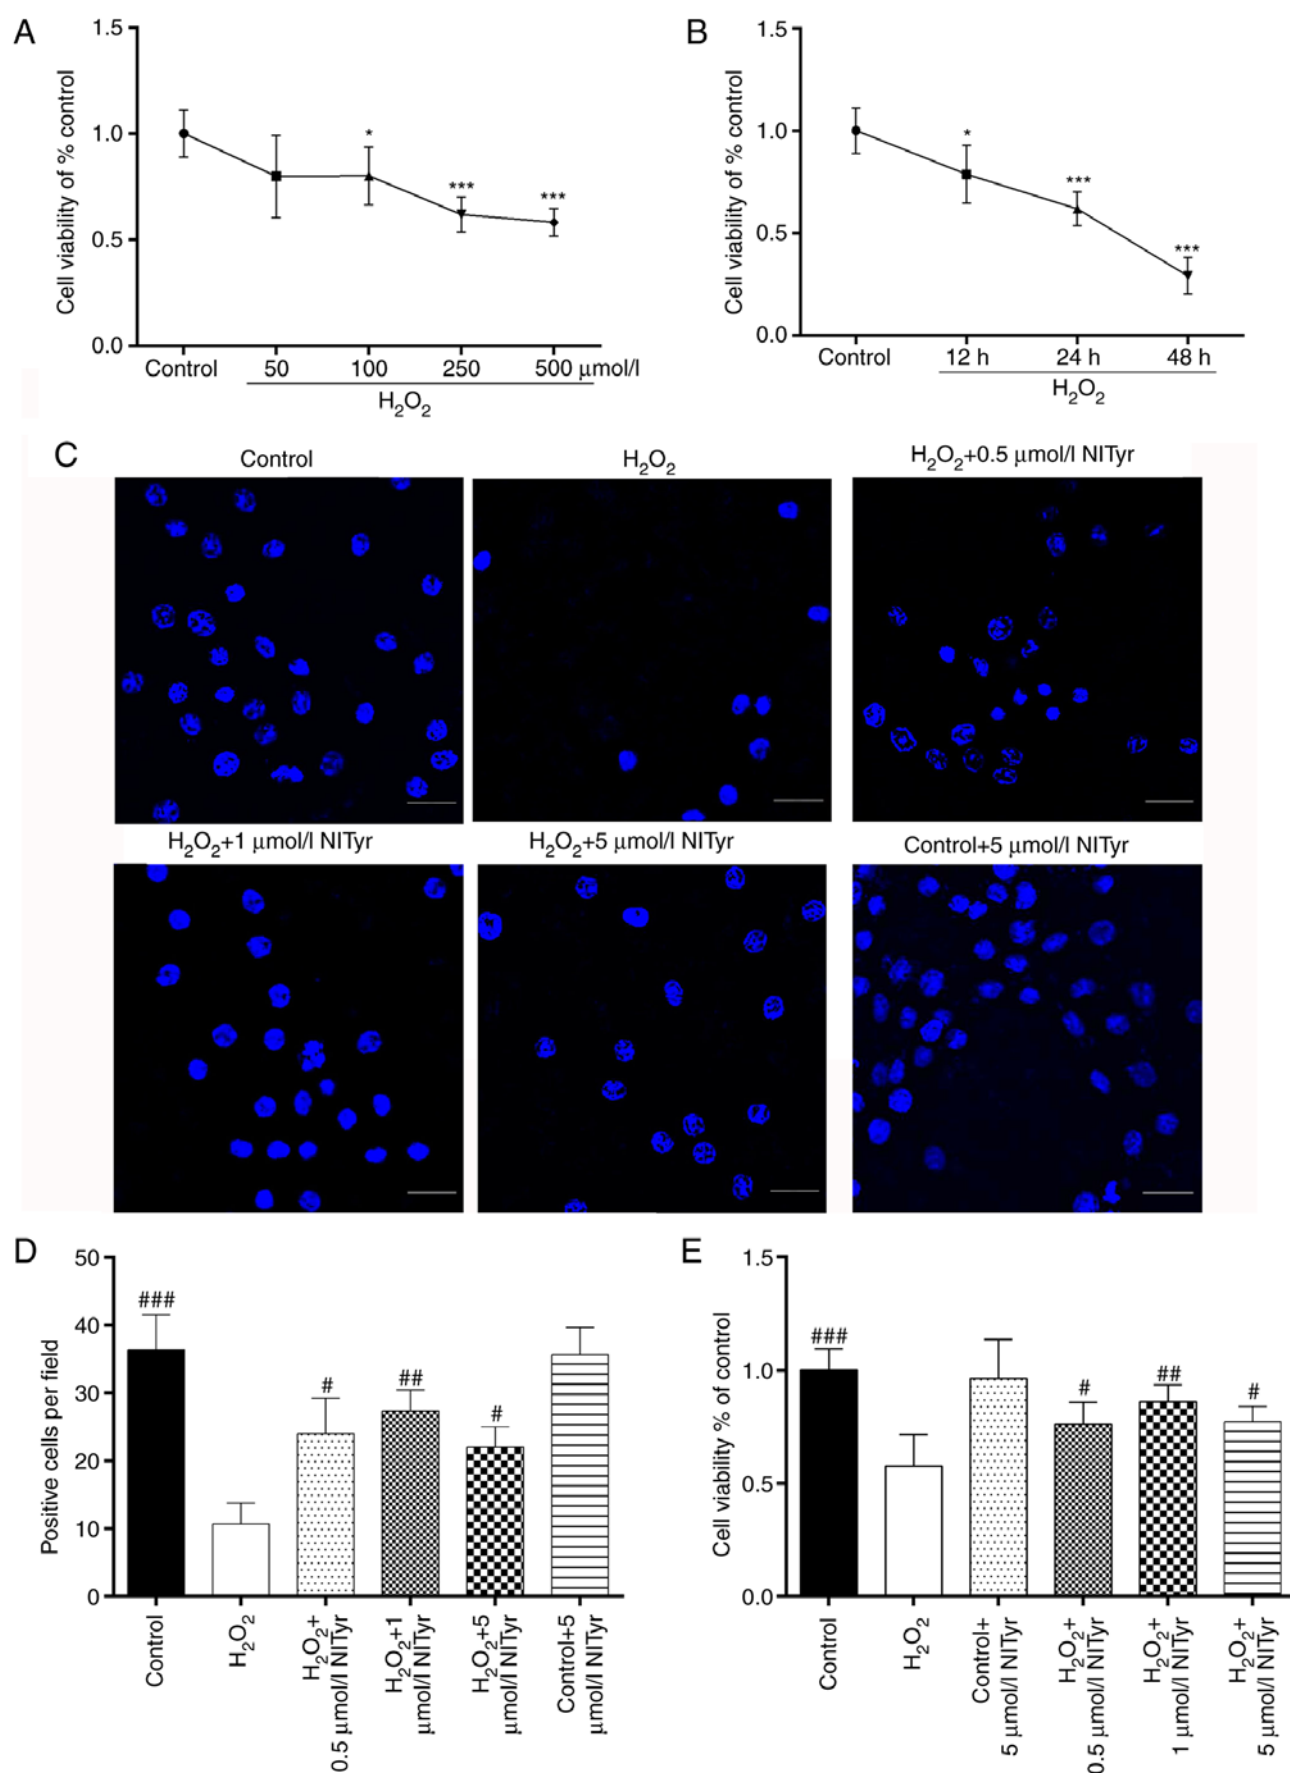 A
1.5
1.0
0.5
0.0
Cell viability of % control
*
***
***
Control
50
100
250
500 μmol/l
H₂O₂
B
1.5
1.0
0.5
0.0
Cell viability of % control
*
***
***
Control
12 h
24 h
48 h
H₂O₂
C
Control
H₂O₂
H₂O₂+0.5 μmol/l NITyr
H₂O₂+1 μmol/l NITyr
H₂O₂+5 μmol/l NITyr
Control+5 μmol/l NITyr
D
50
40
30
20
10
0
Positive cells per field
###
#
##
#
Control
H₂O₂
H₂O₂+
0.5 μmol/l NITyr
H₂O₂+1
μmol/l NITyr
H₂O₂+5
μmol/l NITyr
Control+5
μmol/l NITyr
E
1.5
1.0
0.5
0.0
Cell viability % of control
###
#
##
#
Control
H₂O₂
Control+
5 μmol/l NITyr
H₂O₂+
0.5 μmol/l NITyr
H₂O₂+
1 μmol/l NITyr
H₂O₂+
5 μmol/l NITyr